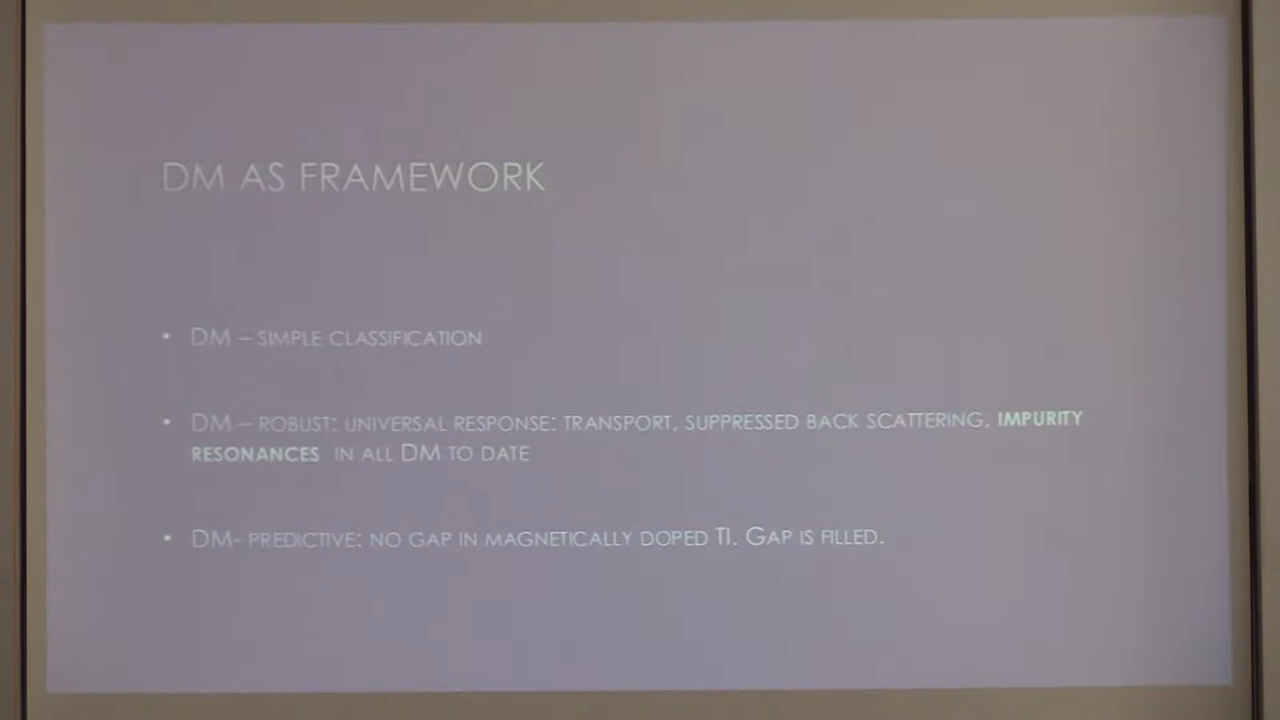 DM AS FRAMEWORK
• DM – SIMPLE CLASSIFICATION
• DM – ROBUST: UNIVERSAL RESPONSE: TRANSPORT, SUPPRESSED BACK SCATTERING, IMPURITY
RESONANCES IN ALL DM TO DATE
• DM- PREDICTIVE: NO GAP IN MAGNETICALLY DOPED TI. GAP IS FILLED.